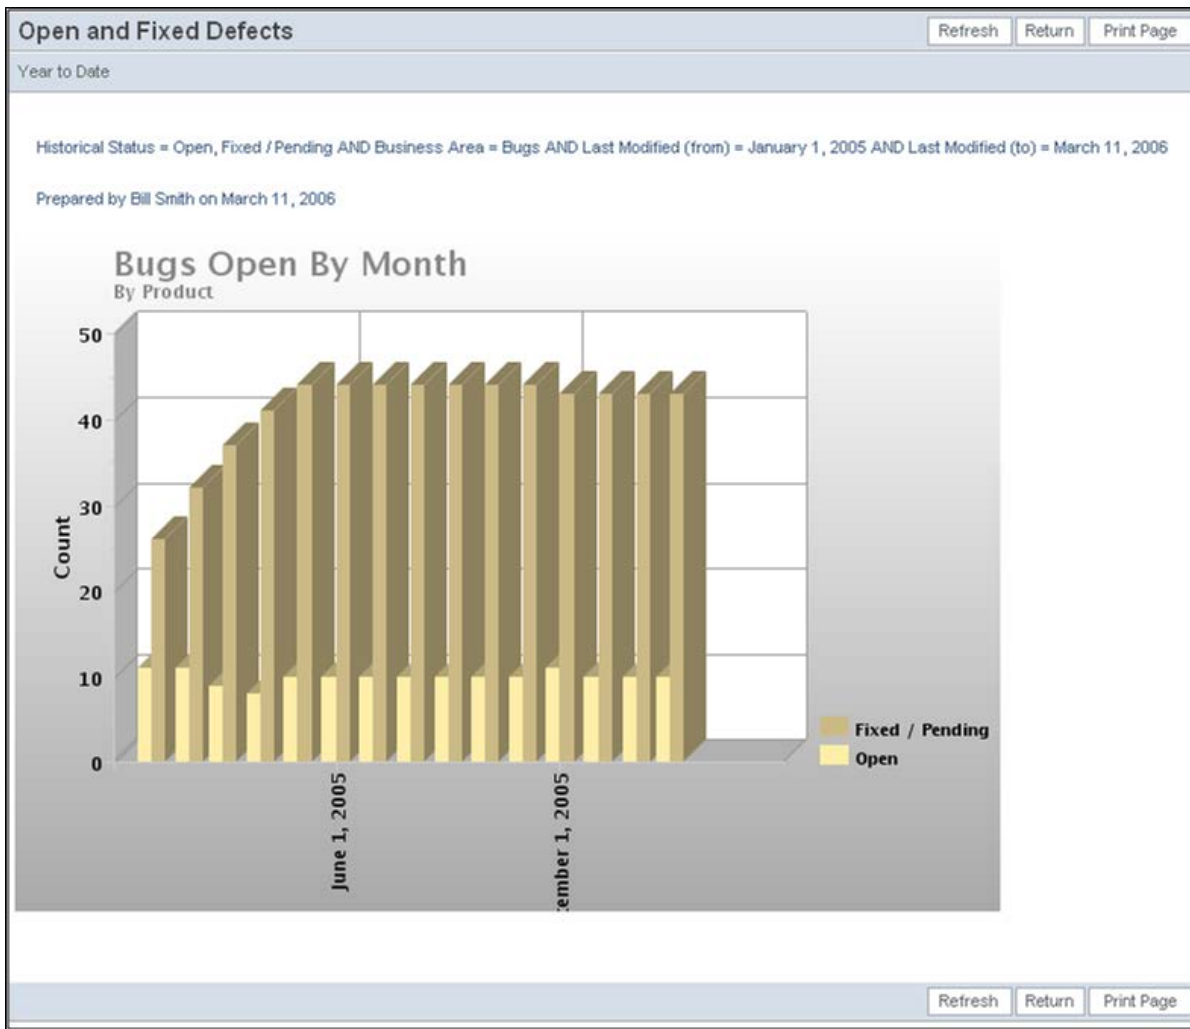 Open and Fixed Defects
Refresh Return Print Page
Year to Date
Historical Status = Open, Fixed / Pending AND Business Area = Bugs AND Last Modified (from) = January 1, 2005 AND Last Modified (to) = March 11, 2006
Prepared by Bill Smith on March 11, 2006
Bugs Open By Month
By Product
50
40
30
20
10
0
Count
June 1, 2005
ember 1, 2005
Fixed / Pending
Open
Refresh Return Print Page